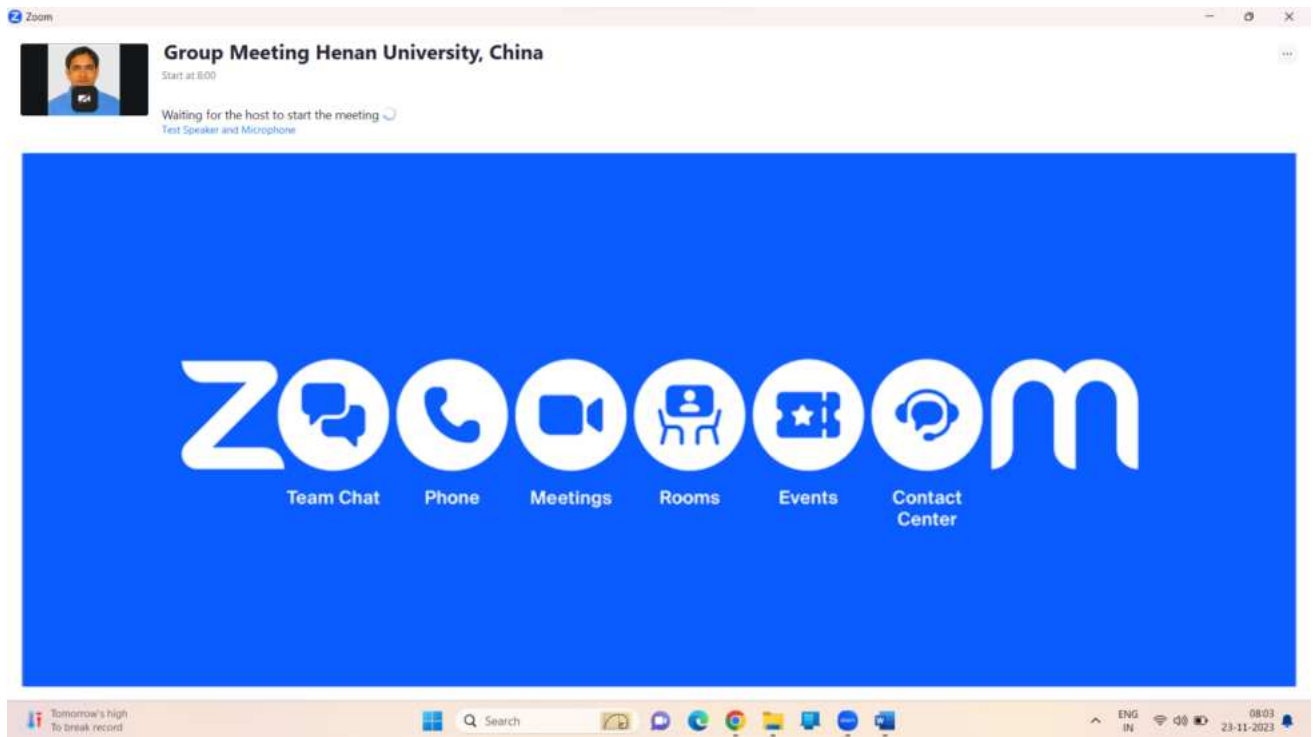 Zoom
Group Meeting Henan University, China
Start at 8:00
Waiting for the host to start the meeting
Test Speaker and Microphone
zoooooom
Team Chat Phone Meetings Rooms Events Contact Center
Tomorrow's high
To break record
Search
ENG
IN
08:03
23-11-2023